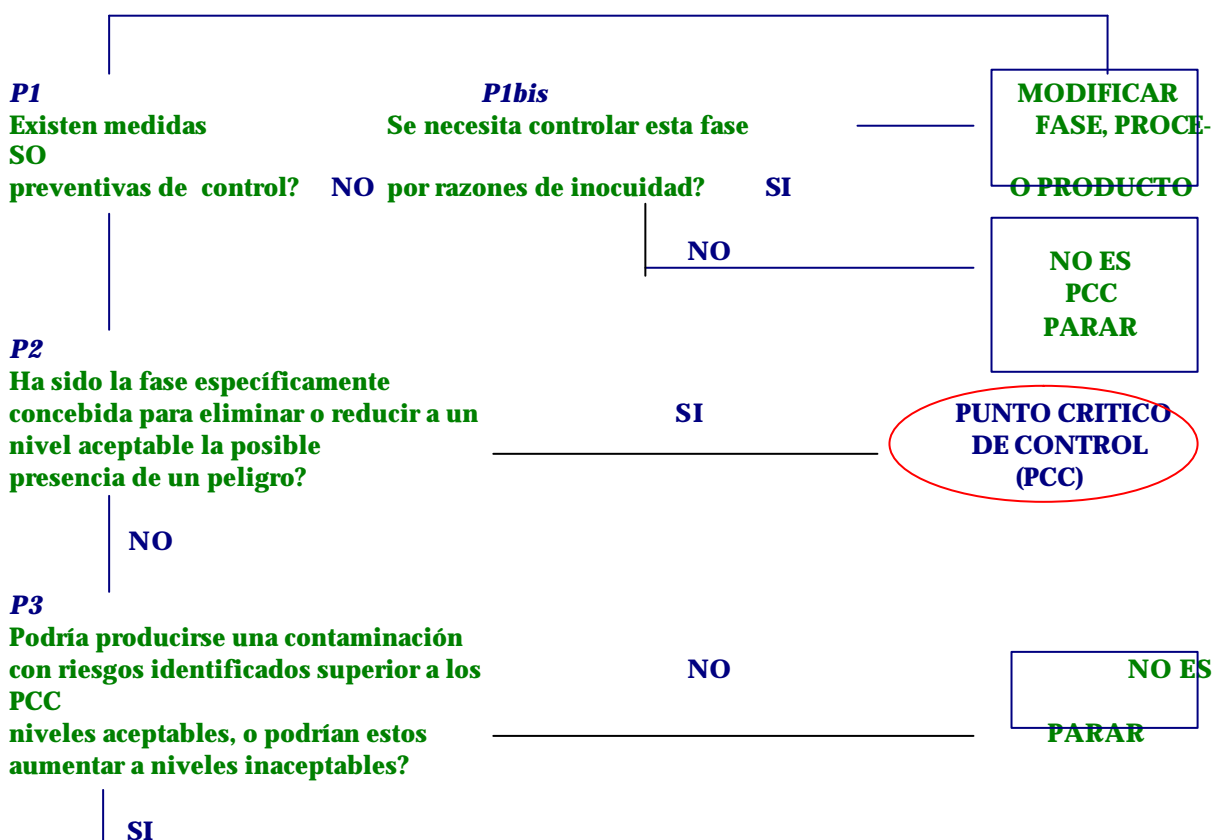 P1 P1bis MODIFICAR
Existen medidas Se necesita controlar esta fase FASE, PROCE-
SO
preventivas de control? NO por razones de inocuidad? SI O PRODUCTO
NO
NO ES
PCC
PARAR
P2
Ha sido la fase específicamente
concebida para eliminar o reducir a un SI PUNTO CRITICO
nivel aceptable la posible DE CONTROL
presencia de un peligro? (PCC)
NO
P3
Podría producirse una contaminación
con riesgos identificados superior a los NO NO ES
PCC
niveles aceptables, o podrían estos PARAR
aumentar a niveles inaceptables?
SI